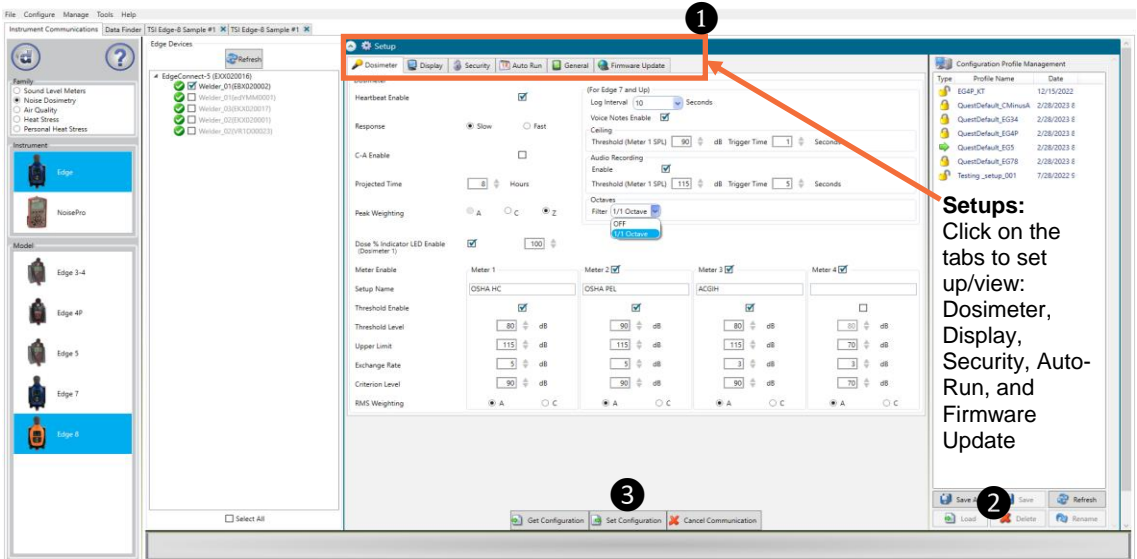 File Configure Manage Tools Help
Instrument Communications Data Finder TSI Edge-8 Sample #1 TSI Edge-8 Sample #1
Family
Sound Level Meters
Noise Dosimetry
Air Quality
Heat Stress
Personal Heat Stress
Instrument
Edge
NoisePro
Model
Edge 3-4
Edge 4P
Edge 5
Edge 7
Edge 8
Edge Devices
Refresh
EdgeConnect-5 (EXX020016)
Welder_01(E8X020002)
Select All
1
Setup
Dosimeter Display Security Auto Run General Firmware Update
Dosimeter
Heartbeat Enable
Response Slow Fast
C-A Enable
Projected Time 8 Hours
Peak Weighting A C Z
Dose % Indicator LED Enable 100
(Dosimeter 1)
(For Edge 7 and Up)
Log Interval 10 Seconds
Voice Notes Enable
Ceiling
Threshold (Meter 1 SPL) 90 dB Trigger Time 1 Seconds
Audio Recording
Enable
Threshold (Meter 1 SPL) 115 dB Trigger Time 5 Seconds
Octaves
Filter 1/1 Octave
OFF
1/1 Octave
Meter Enable Meter 1 Meter 2 Meter 3 Meter 4
Setup Name OSHA HC OSHA PEL ACGIH
Threshold Enable
Threshold Level 80 dB 90 dB 80 dB 80 dB
Upper Limit 115 dB 115 dB 115 dB 70 dB
Exchange Rate 5 dB 5 dB 3 dB 3 dB
Criterion Level 90 dB 90 dB 90 dB 70 dB
RMS Weighting A C A C A C A C
3
Get Configuration Set Configuration Cancel Communication
Configuration Profile Management
Type Profile Name Date
EG4P_KT 12/15/2022
QuestDefault_CMinusA 2/28/2023 8
QuestDefault_EG34 2/28/2023 8
QuestDefault_EG4P 2/28/2023 8
QuestDefault_EG5 2/28/2023 8
QuestDefault_EG78 2/28/2023 8
Testing _setup_001 7/28/2022 9
Setups:
Click on the
tabs to set
up/view:
Dosimeter,
Display,
Security, Auto-
Run, and
Firmware
Update
Save Save Refresh
2
Load Delete Rename